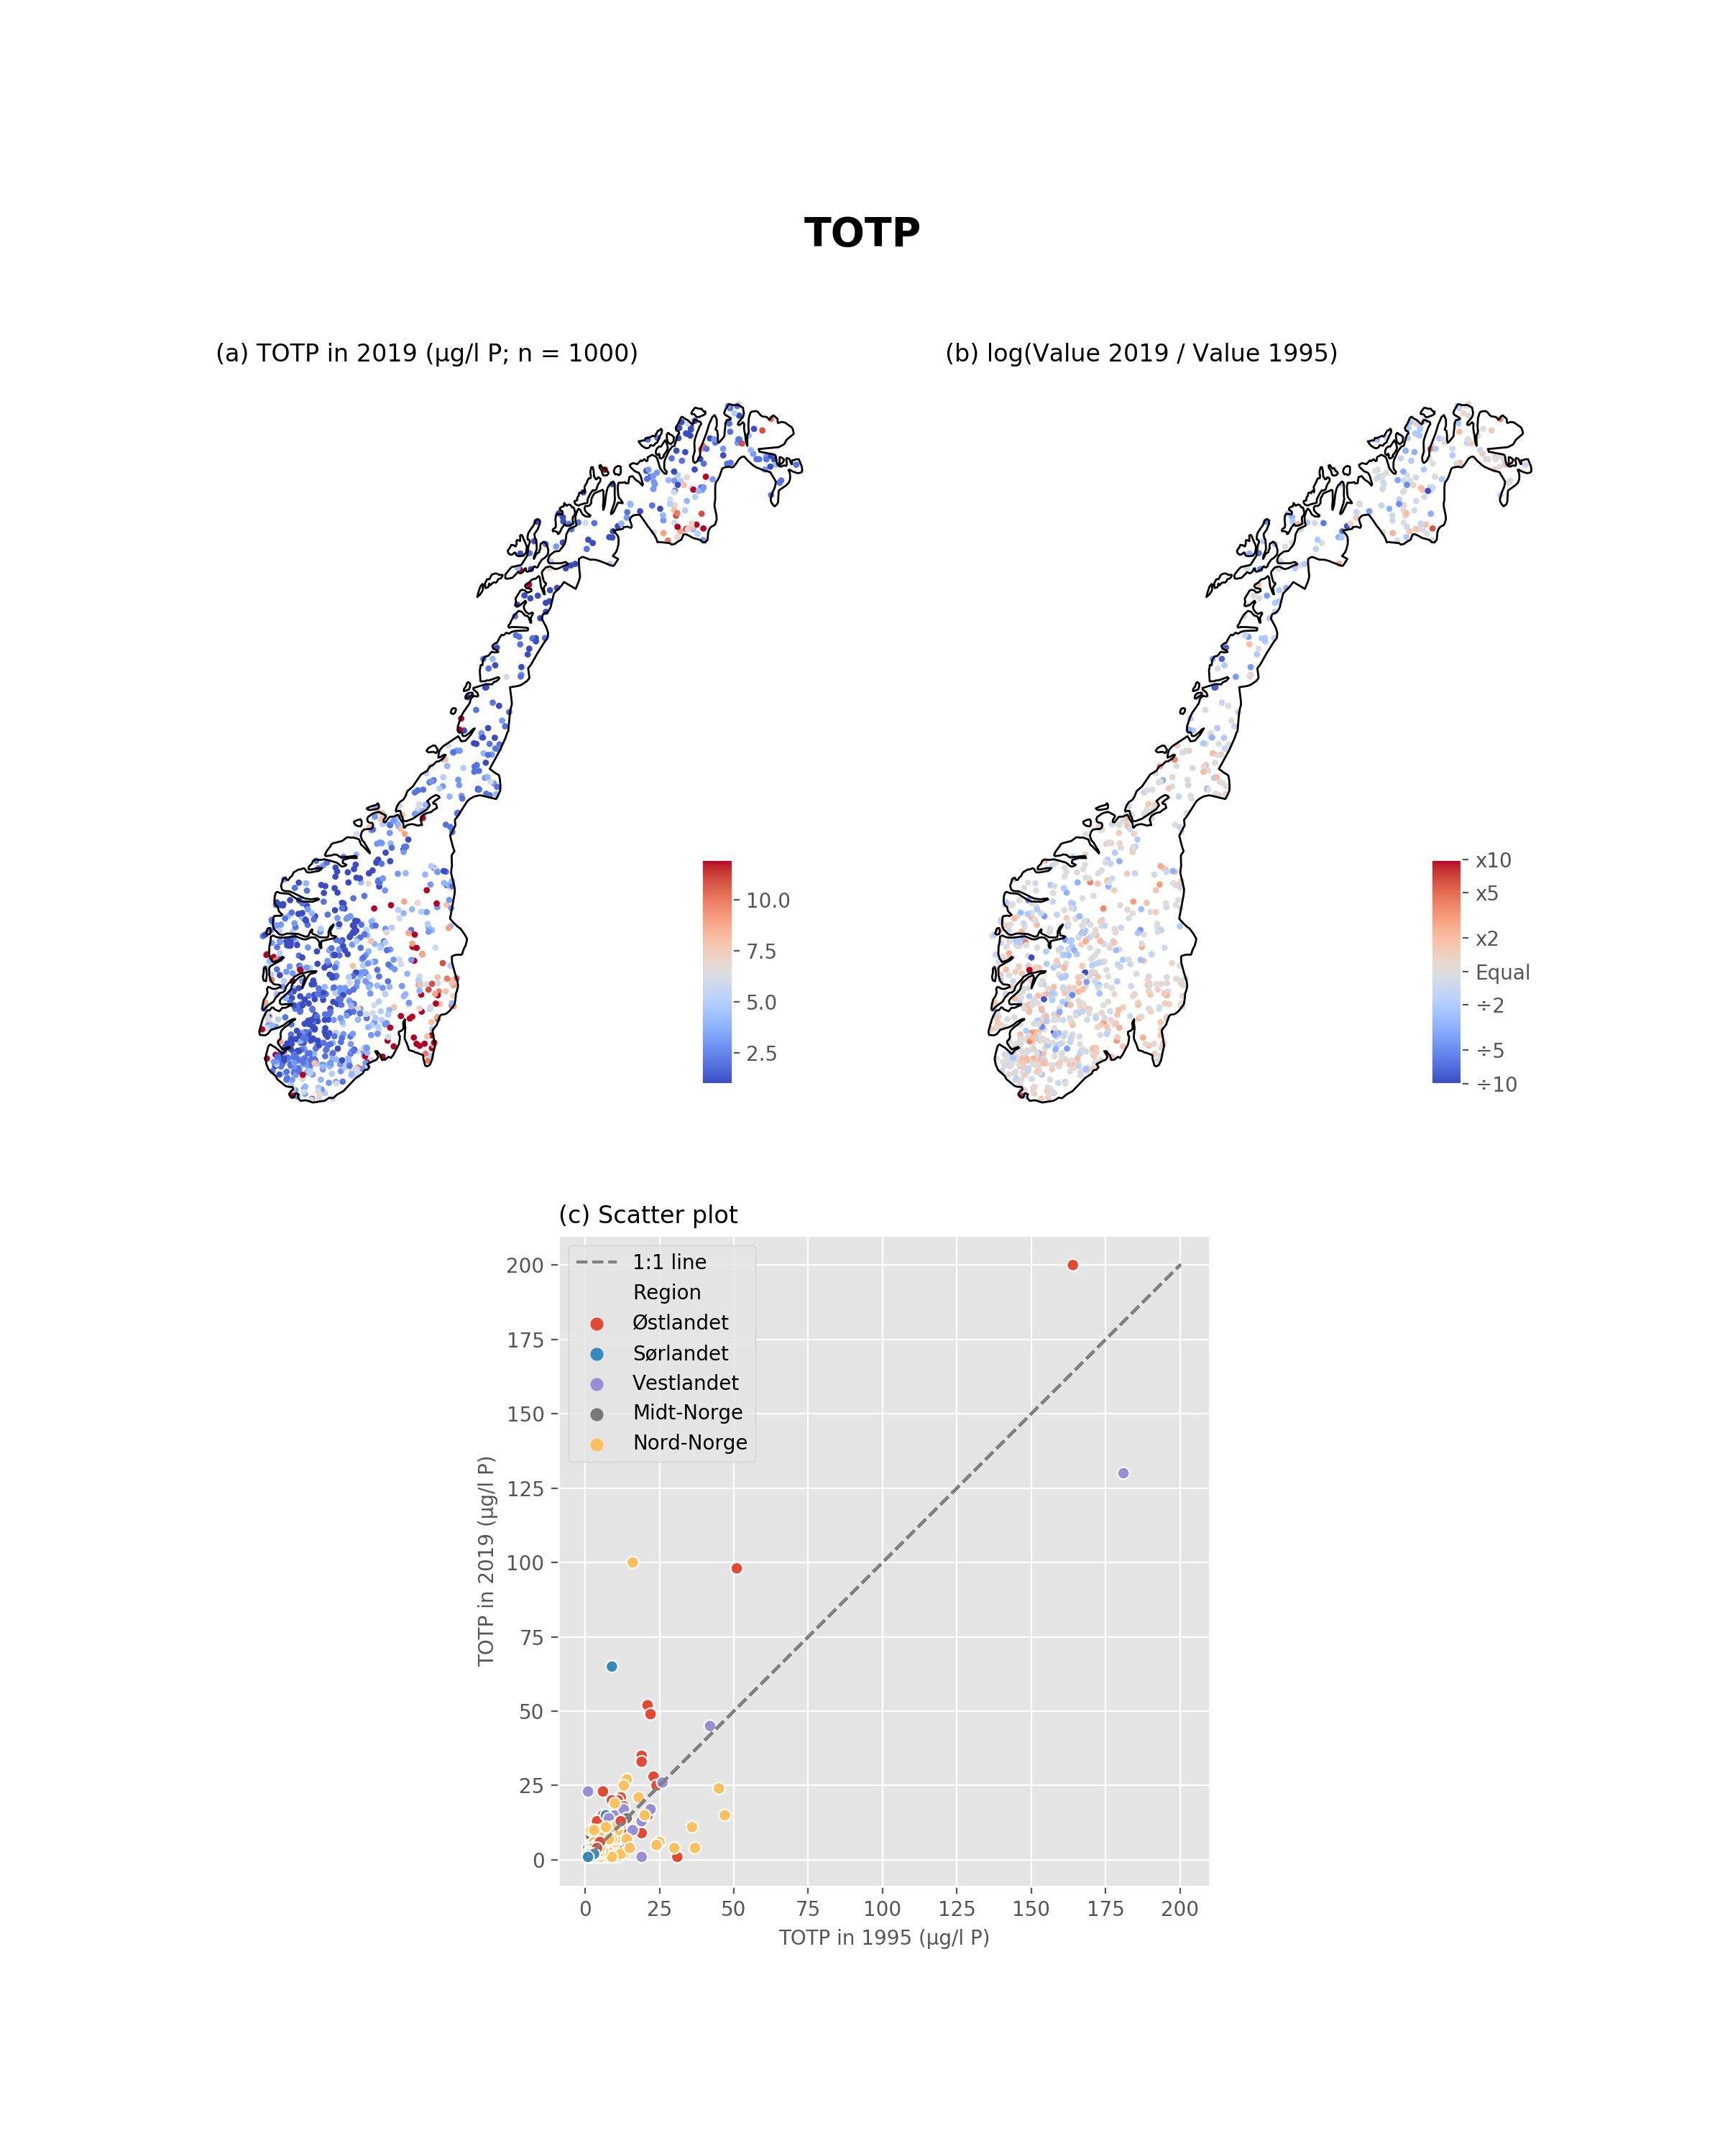 TOTP
(a) TOTP in 2019 (µg/l P; n = 1000)
(b) log(Value 2019 / Value 1995)
10.0
7.5
5.0
2.5
x10
x5
x2
Equal
÷2
÷5
÷10
(c) Scatter plot
1:1 line
Region
Østlandet
Sørlandet
Vestlandet
Midt-Norge
Nord-Norge
200
175
150
125
100
75
50
25
0
TOTP in 2019 (µg/l P)
0 25 50 75 100 125 150 175 200
TOTP in 1995 (µg/l P)